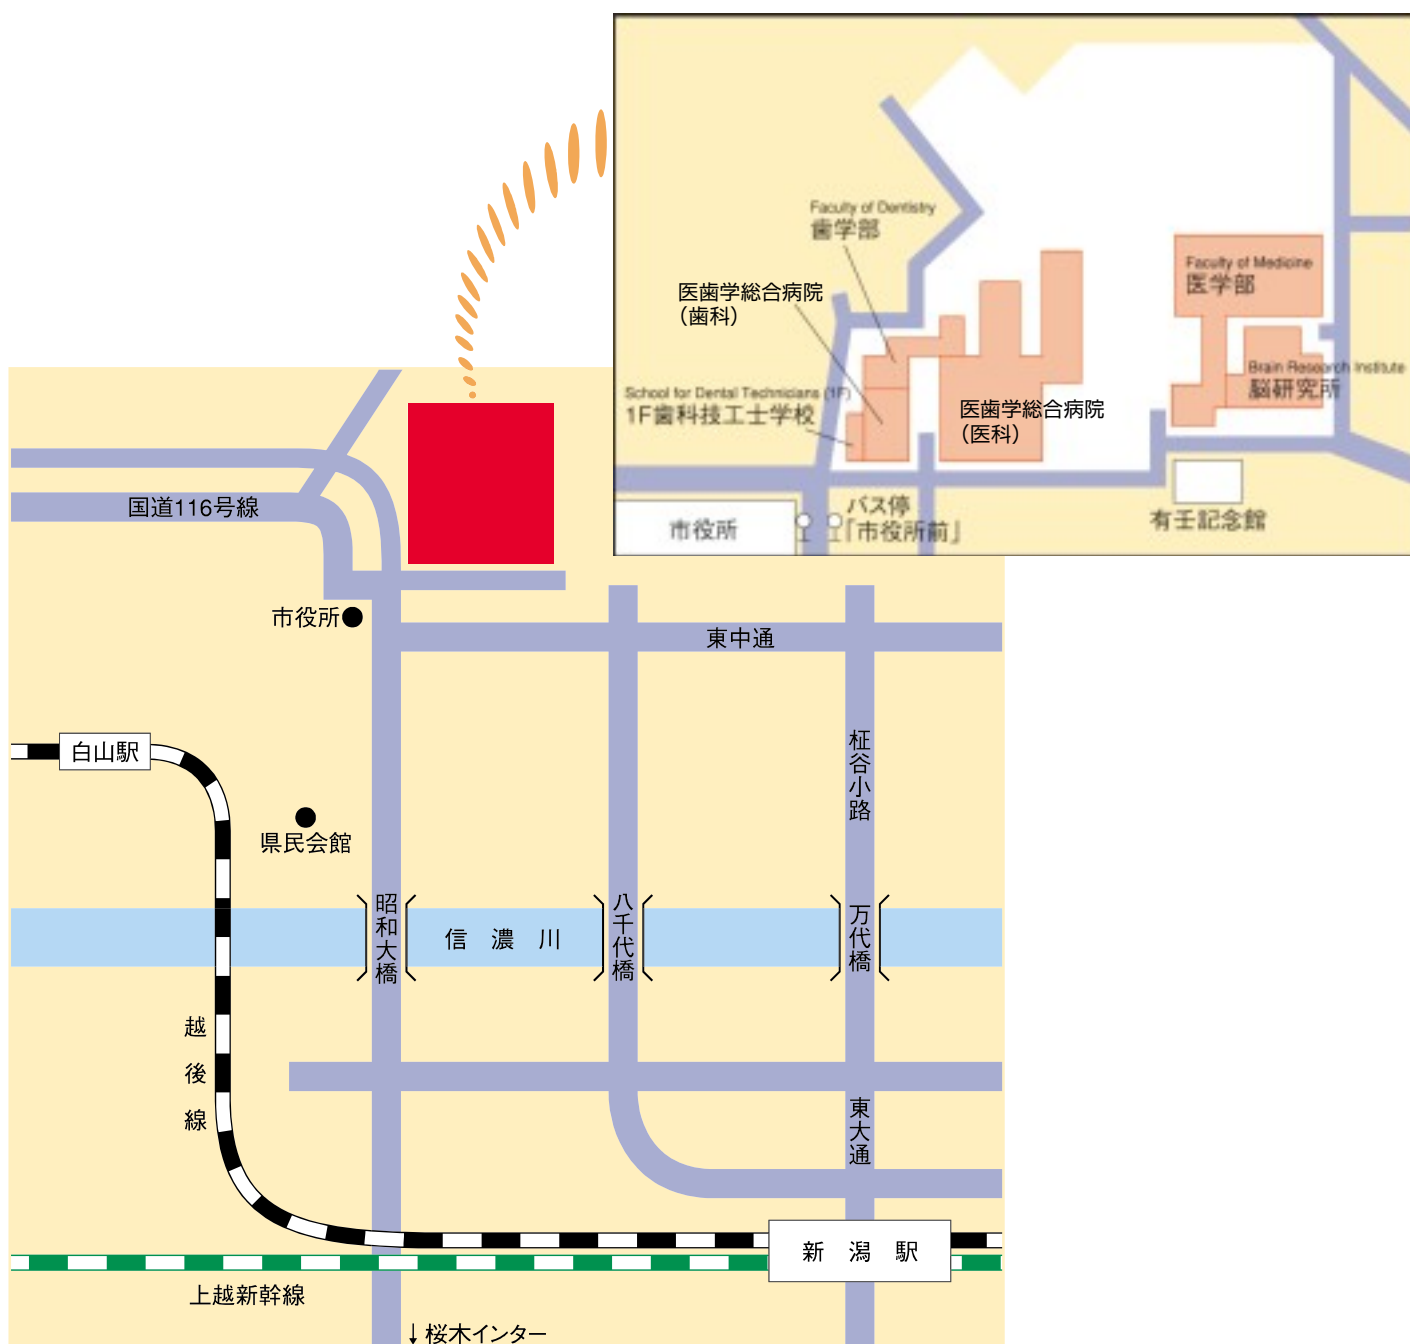 Faculty of Dentistry
歯学部
医歯学総合病院
（歯科）
School for Dental Technicians (1F)
1F歯科技工士学校
医歯学総合病院
（医科）
Faculty of Medicine
医学部
Brain Research Institute
脳研究所
市役所
バス停
「市役所前」
有壬記念館
国道116号線
市役所
東中通
白山駅
柾谷小路
県民会館
昭和大橋
信濃川
八千代橋
万代橋
越後線
東大通
新潟駅
上越新幹線
↓桜木インター